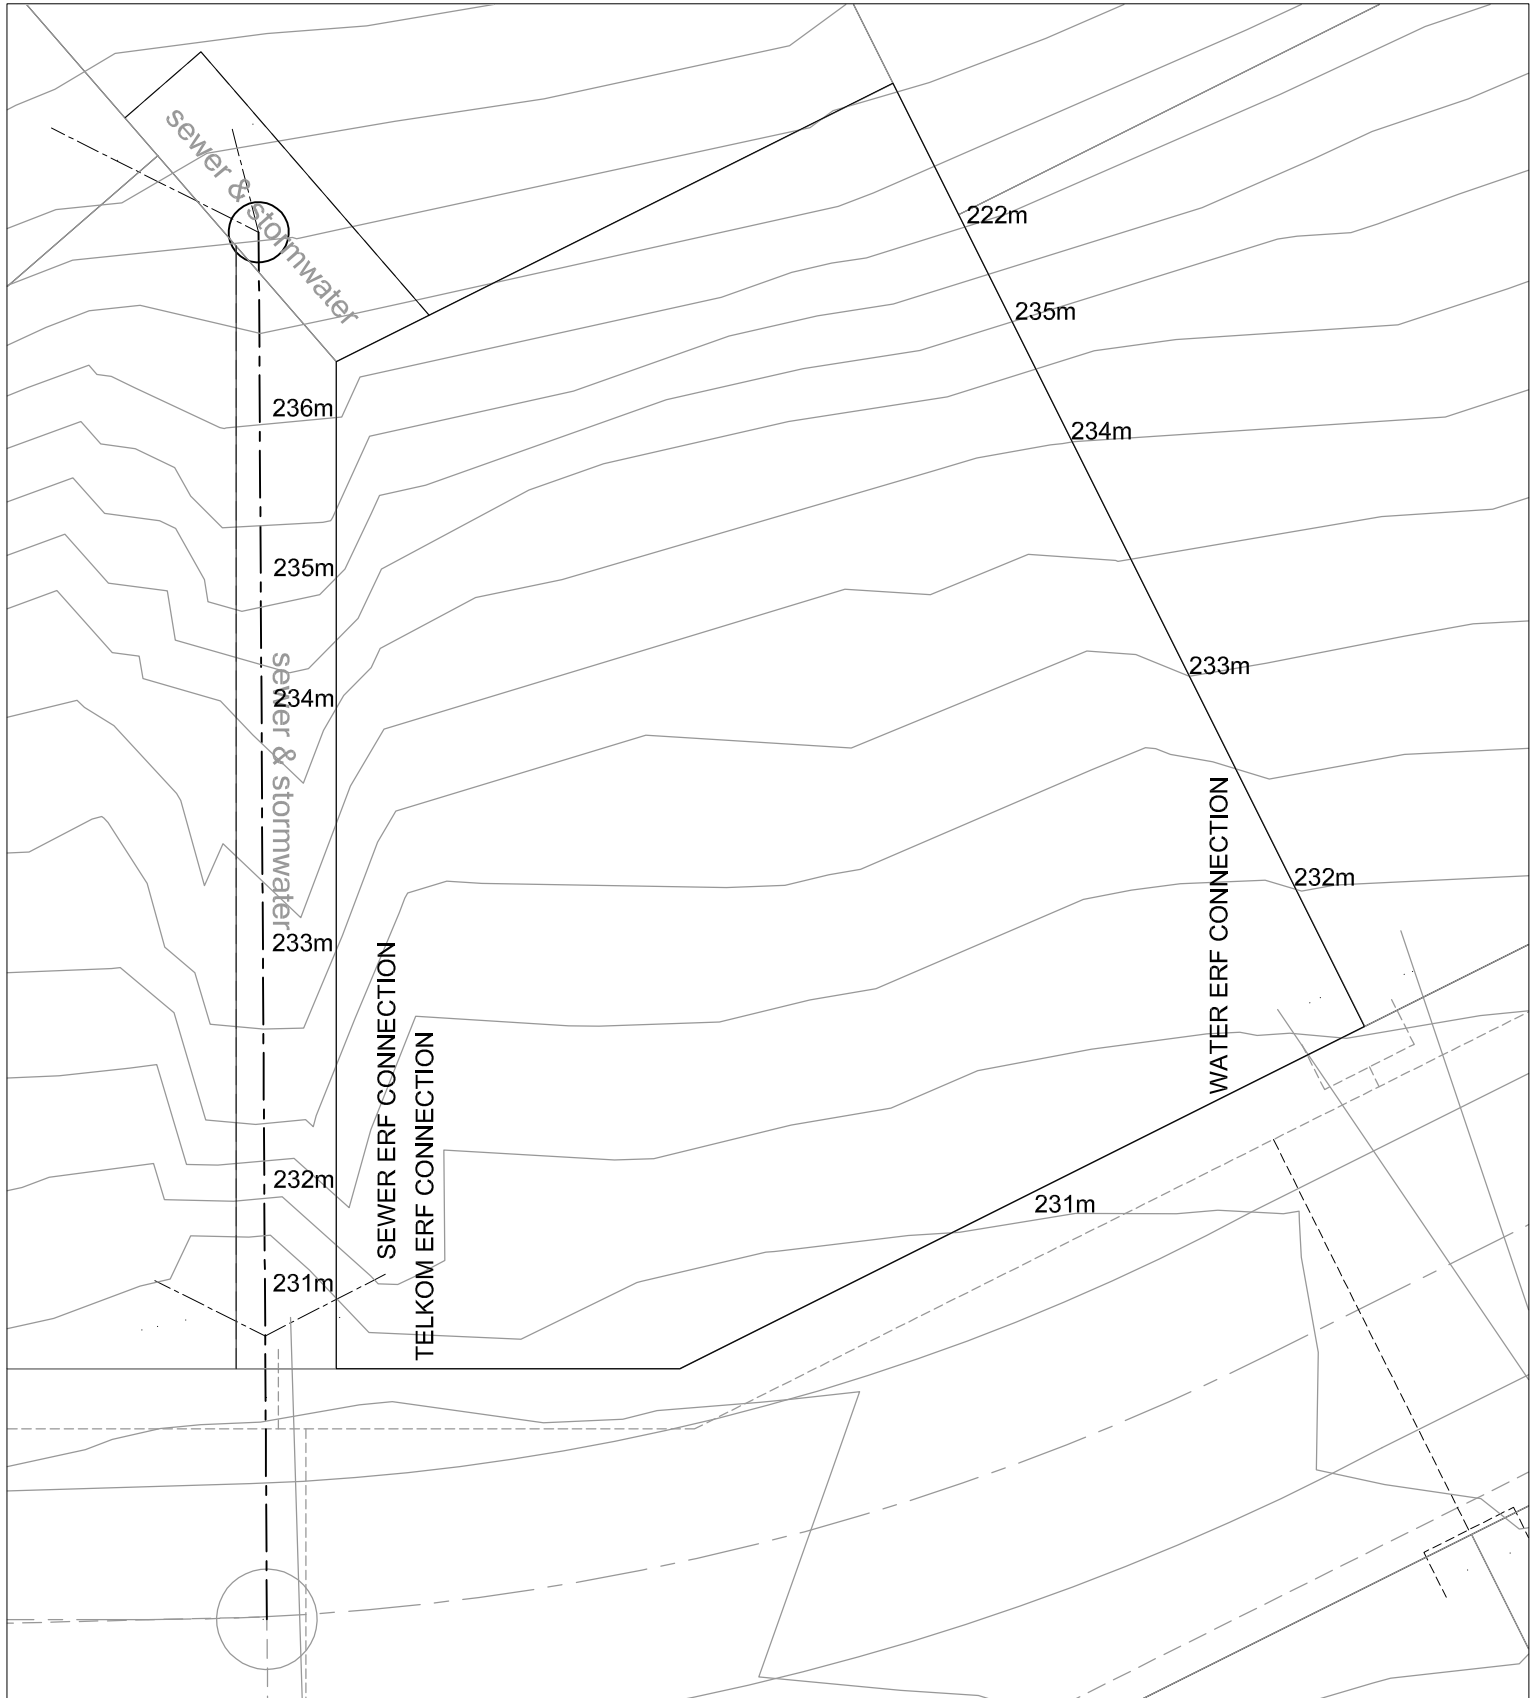 sewer & stormwater
222m
235m
236m
234m
235m
sewer & stormwater
234m
233m
WATER ERF CONNECTION
232m
233m
SEWER ERF CONNECTION
TELKOM ERF CONNECTION
232m
231m
231m